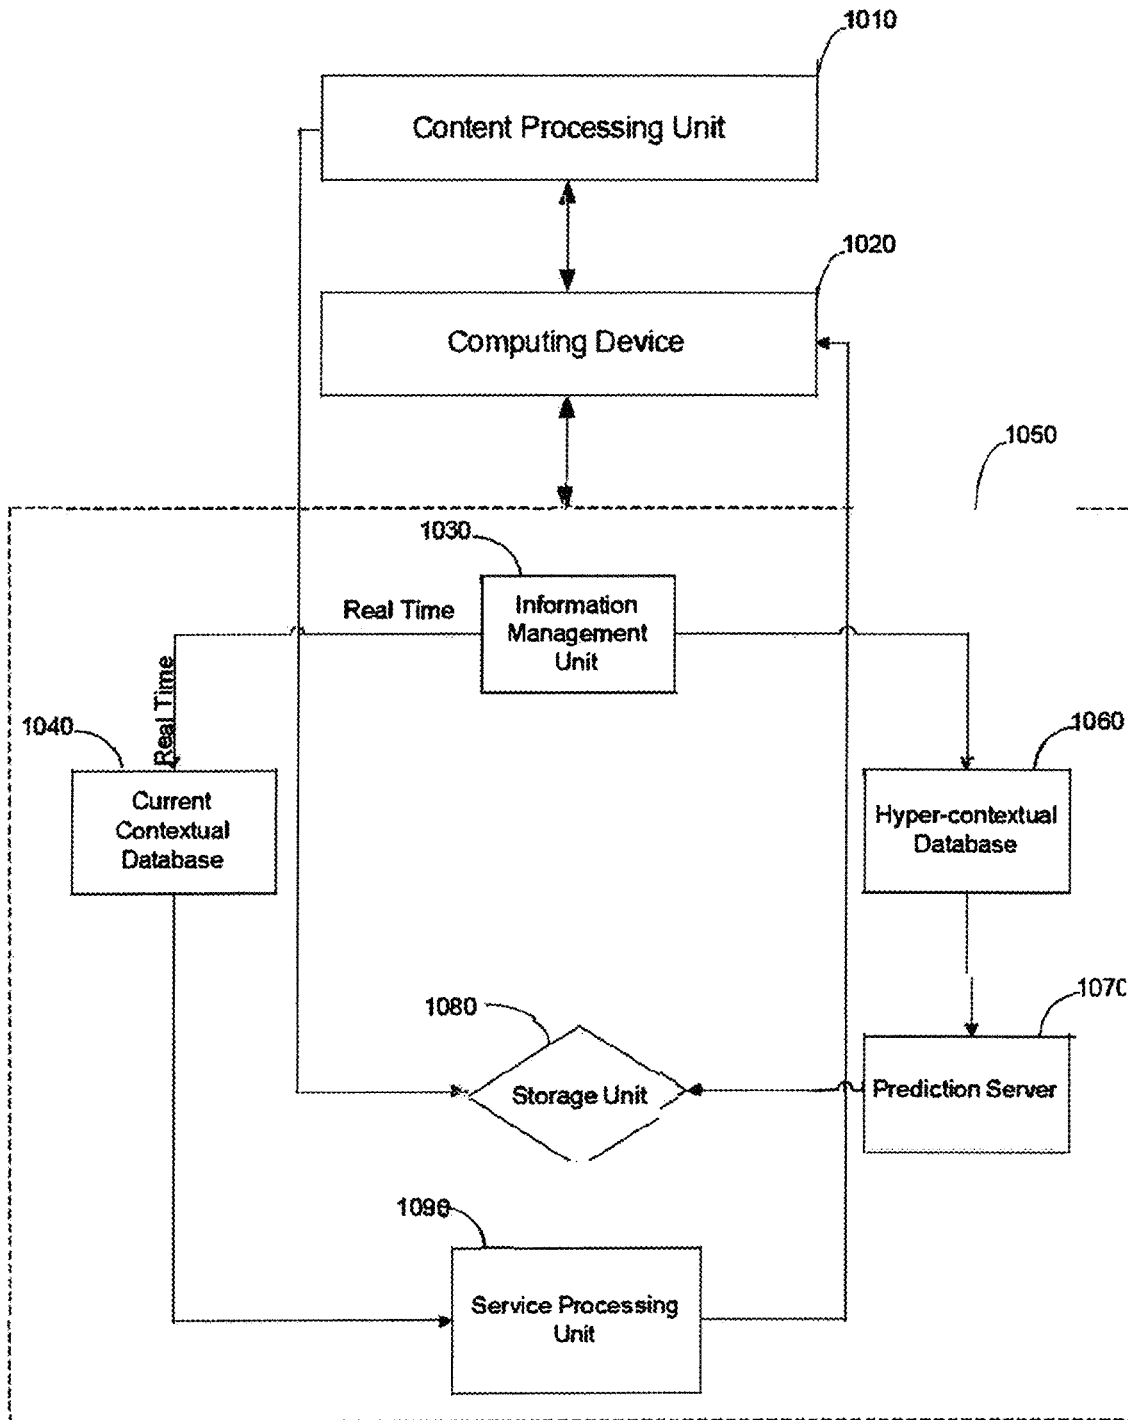 1010
Content Processing Unit
1020
Computing Device
1050
1030
Real Time
Information
Management
Unit
Real Time
1040
1060
Current
Contextual
Database
Hyper-contextual
Database
1080
1070
Storage Unit
Prediction Server
1090
Service Processing
Unit